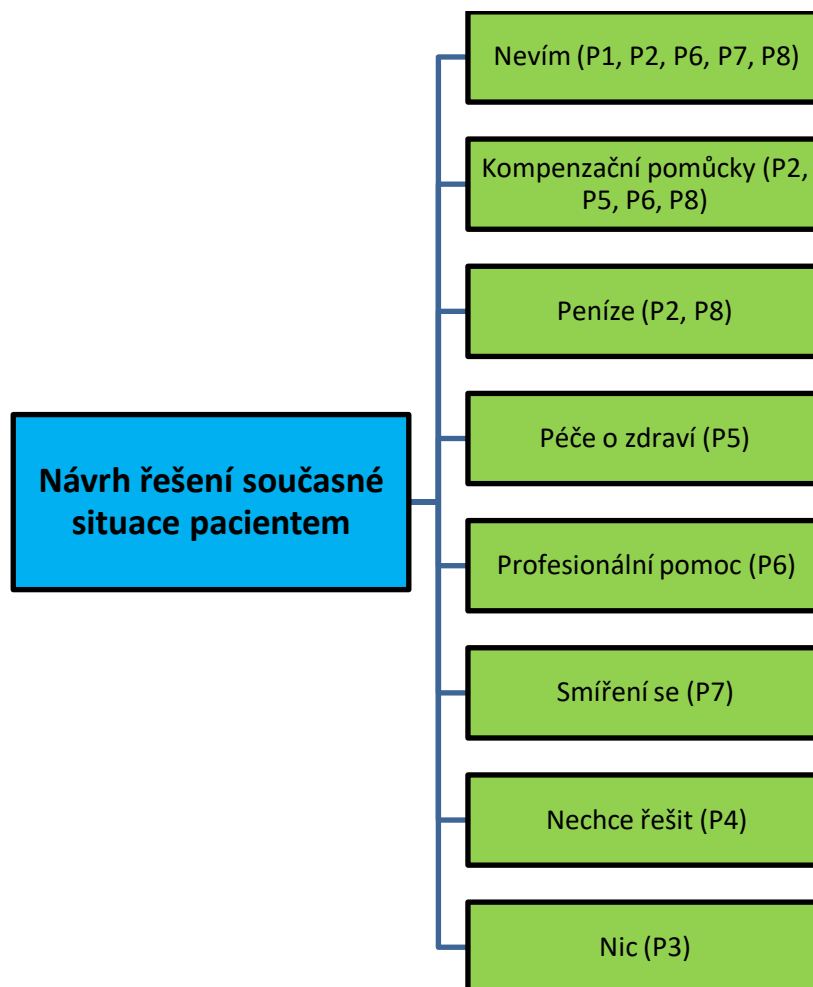 Nevím (P1, P2, P6, P7, P8)
Kompenzační pomůcky (P2,
P5, P6, P8)
Peníze (P2, P8)
Péče o zdraví (P5)
Návrh řešení současné
situace pacientem
Profesionální pomoc (P6)
Smíření se (P7)
Nechce řešit (P4)
Nic (P3)